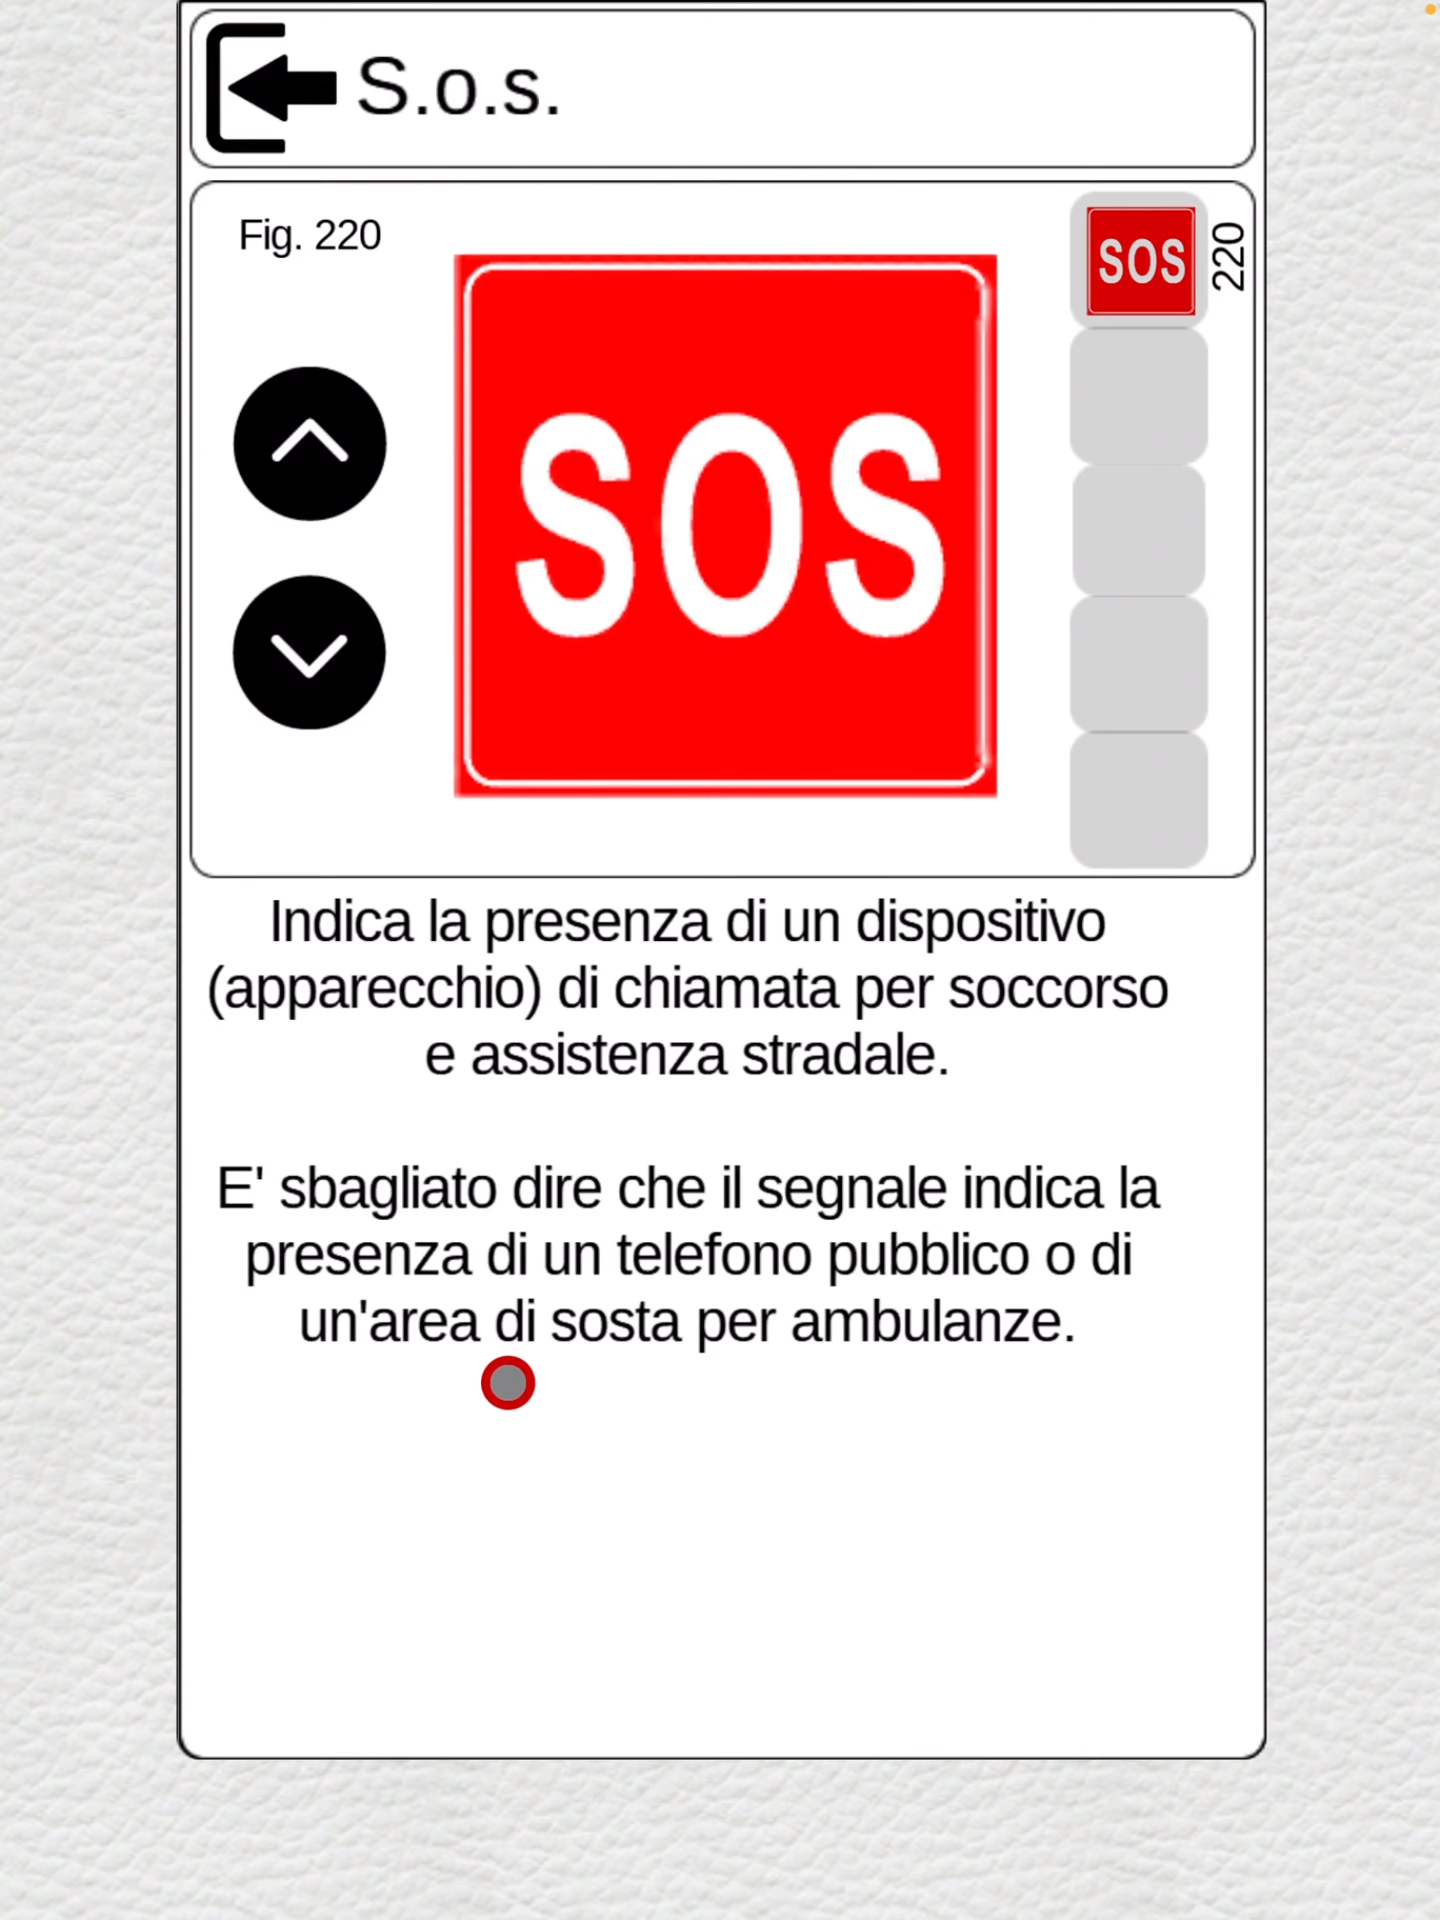 S.o.s.
Fig. 220
SOS
SOS
220
Indica la presenza di un dispositivo
(apparecchio) di chiamata per soccorso
e assistenza stradale.
E' sbagliato dire che il segnale indica la
presenza di un telefono pubblico o di
un'area di sosta per ambulanze.